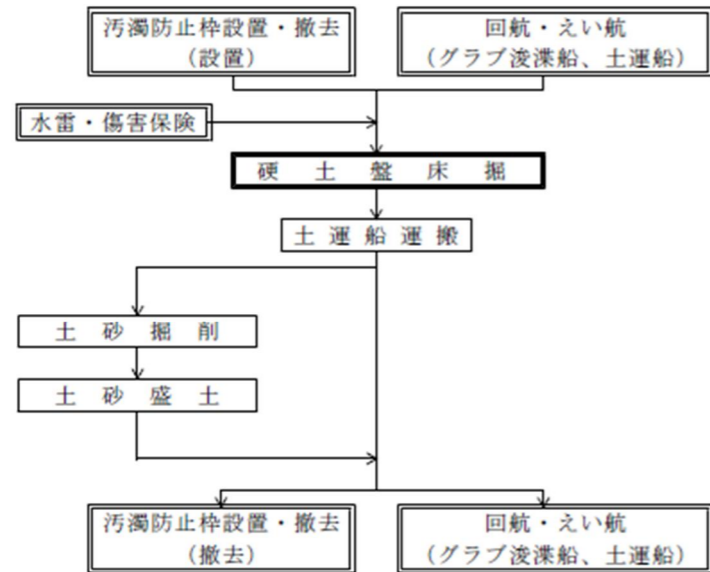 汚濁防止枠設置・撤去
(設置)
回航・えい航
(グラブ浚渫船、土運船)
水雷・傷害保険
硬土盤床掘
土運船運搬
土砂掘削
土砂盛土
汚濁防止枠設置・撤去
(撤去)
回航・えい航
(グラブ浚渫船、土運船)